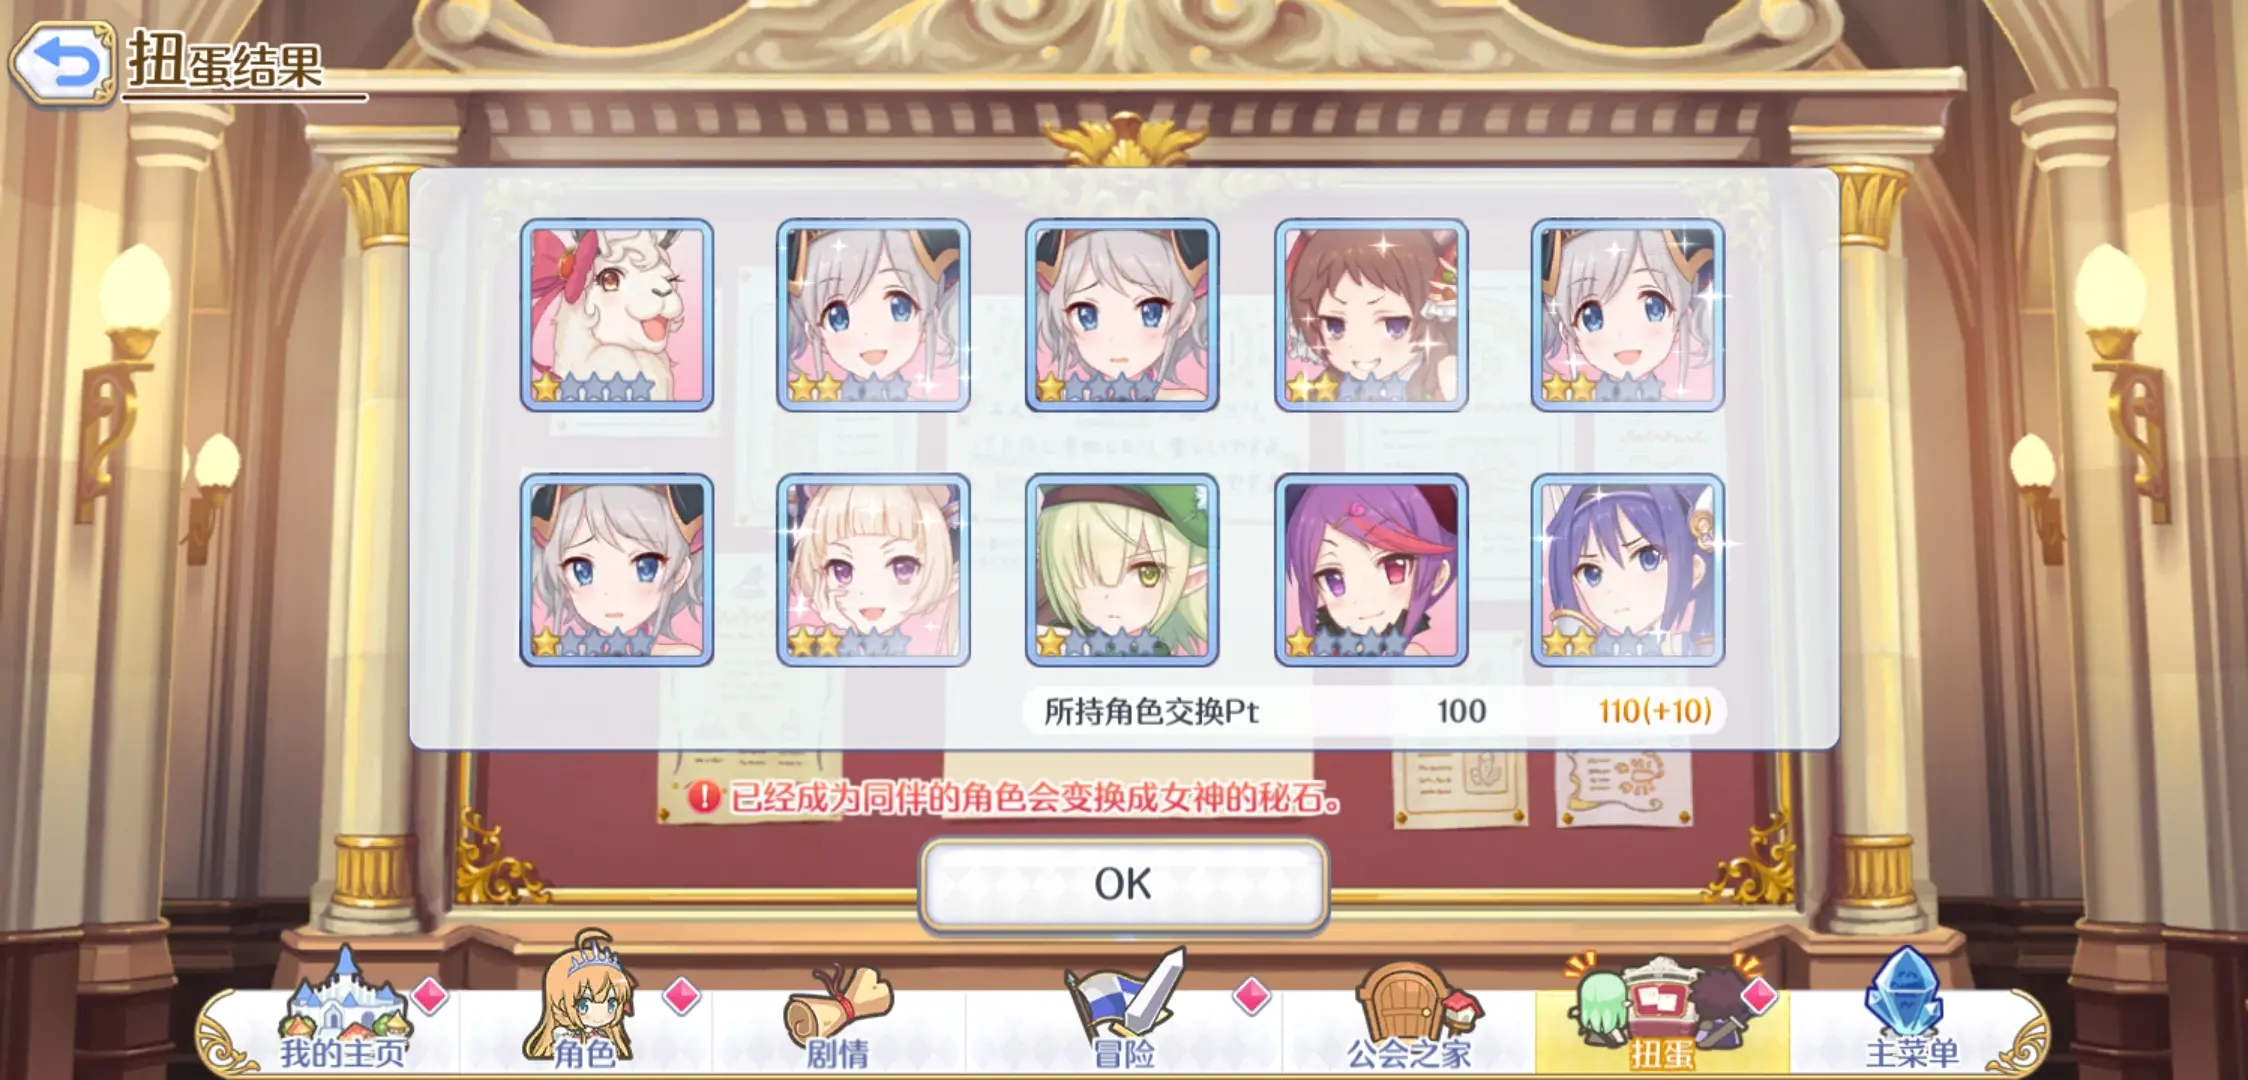 扭蛋结果
所持角色交换Pt 100 110(+10)
已经成为同伴的角色会变换成女神的秘石。
OK
我的主页 角色 剧情 冒险 公会之家 扭蛋 主菜单